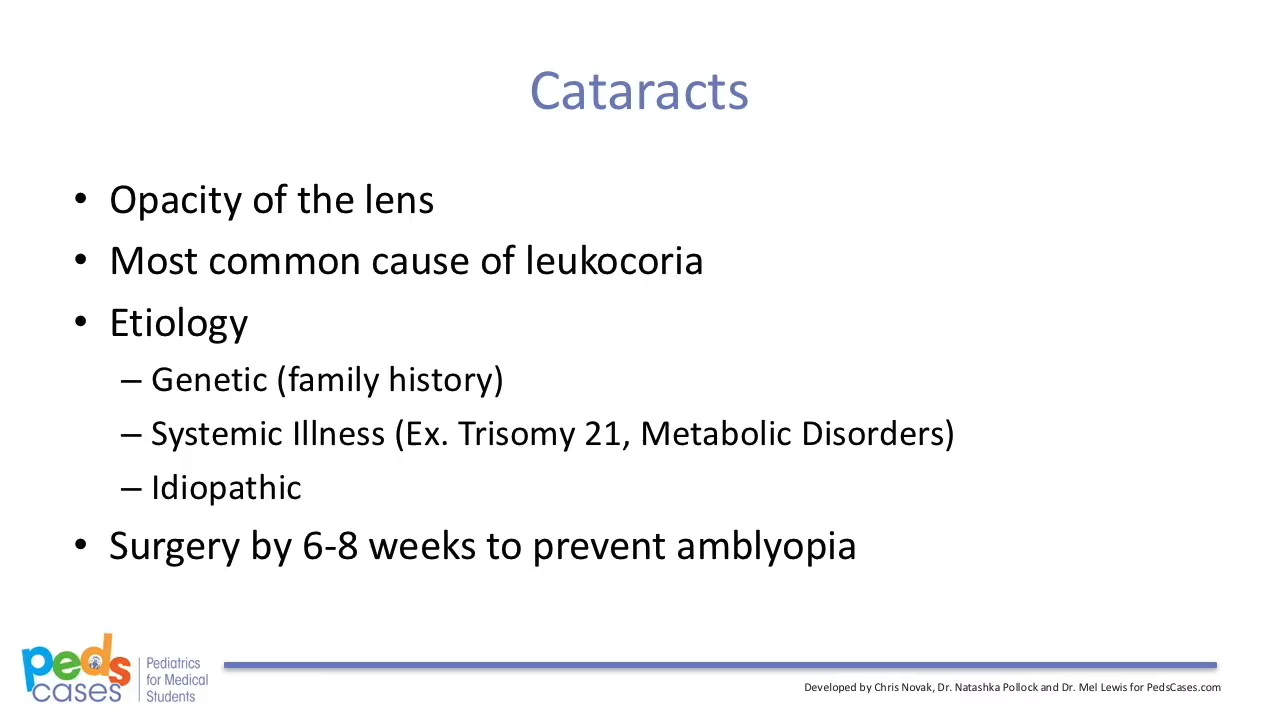 Cataracts
• Opacity of the lens
• Most common cause of leukocoria
• Etiology
– Genetic (family history)
– Systemic Illness (Ex. Trisomy 21, Metabolic Disorders)
– Idiopathic
• Surgery by 6-8 weeks to prevent amblyopia
peds
cases
Pediatrics
for Medical
Students
Developed by Chris Novak, Dr. Natashka Pollock and Dr. Mel Lewis for PedsCases.com